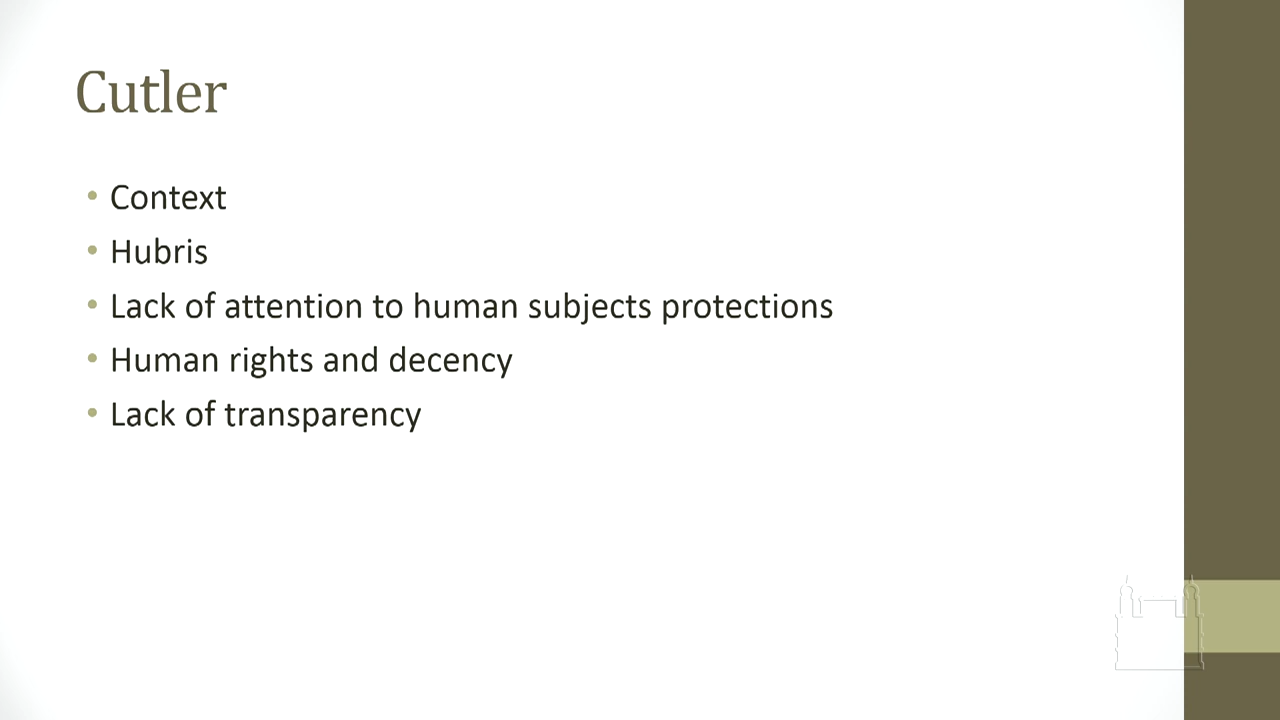 Cutler
• Context
• Hubris
• Lack of attention to human subjects protections
• Human rights and decency
• Lack of transparency